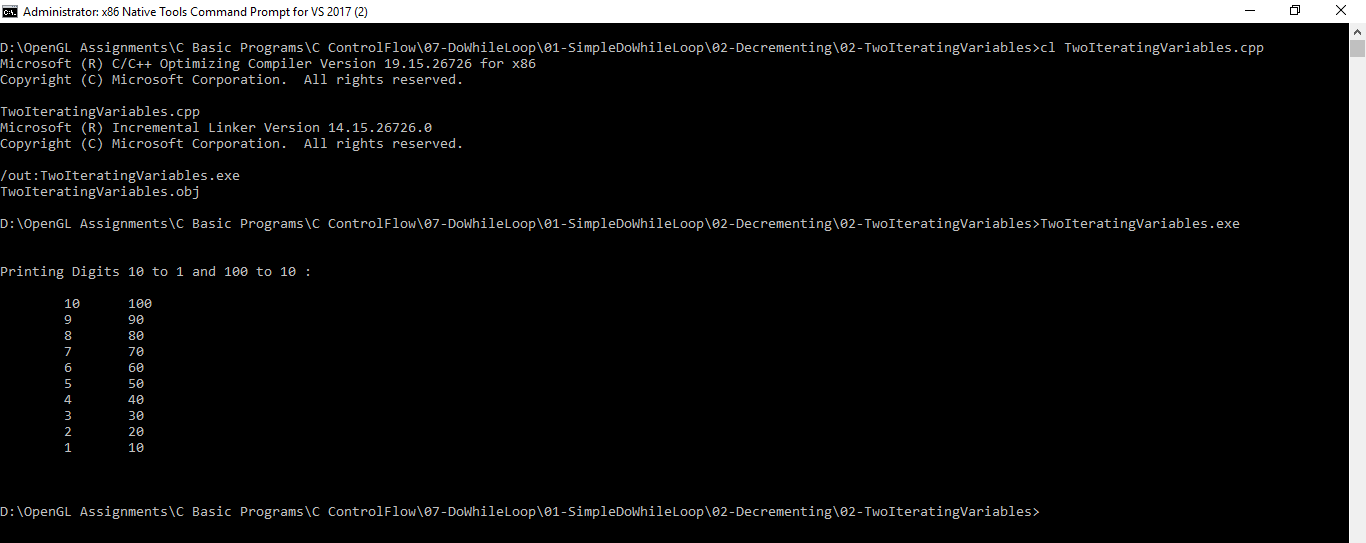 Administrator: x86 Native Tools Command Prompt for VS 2017 (2)
D:\OpenGL Assignments\C Basic Programs\C ControlFlow\07-DoWhileLoop\01-SimpleDoWhileLoop\02-Decrementing\02-TwoIteratingVariables>cl TwoIteratingVariables.cpp
Microsoft (R) C/C++ Optimizing Compiler Version 19.15.26726 for x86
Copyright (C) Microsoft Corporation.  All rights reserved.
TwoIteratingVariables.cpp
Microsoft (R) Incremental Linker Version 14.15.26726.0
Copyright (C) Microsoft Corporation.  All rights reserved.
/out:TwoIteratingVariables.exe
TwoIteratingVariables.obj
D:\OpenGL Assignments\C Basic Programs\C ControlFlow\07-DoWhileLoop\01-SimpleDoWhileLoop\02-Decrementing\02-TwoIteratingVariables>TwoIteratingVariables.exe
Printing Digits 10 to 1 and 100 to 10 :
10 100
9 90
8 80
7 70
6 60
5 50
4 40
3 30
2 20
1 10
D:\OpenGL Assignments\C Basic Programs\C ControlFlow\07-DoWhileLoop\01-SimpleDoWhileLoop\02-Decrementing\02-TwoIteratingVariables>